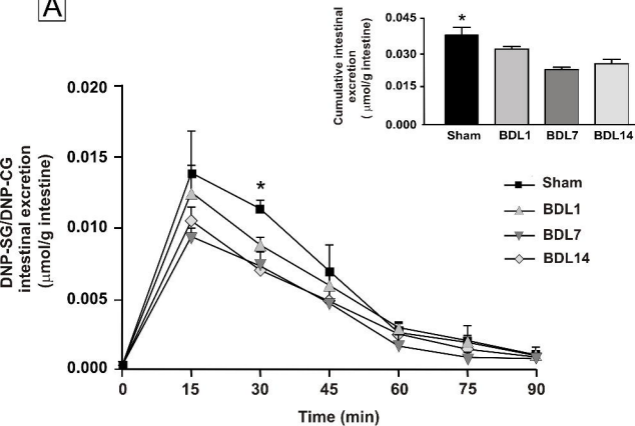 A
Cumulative intestinal
excretion
( μmol/g Intestine)
0.045
0.030
0.015
0.000
*
Sham BDL1 BDL7 BDL14
DNP-SG/DNP-CG
intestinal excretion
(μmol/g intestine)
0.020
0.015
0.010
0.005
0.000
*
Sham
BDL1
BDL7
BDL14
0 15 30 45 60 75 90
Time (min)